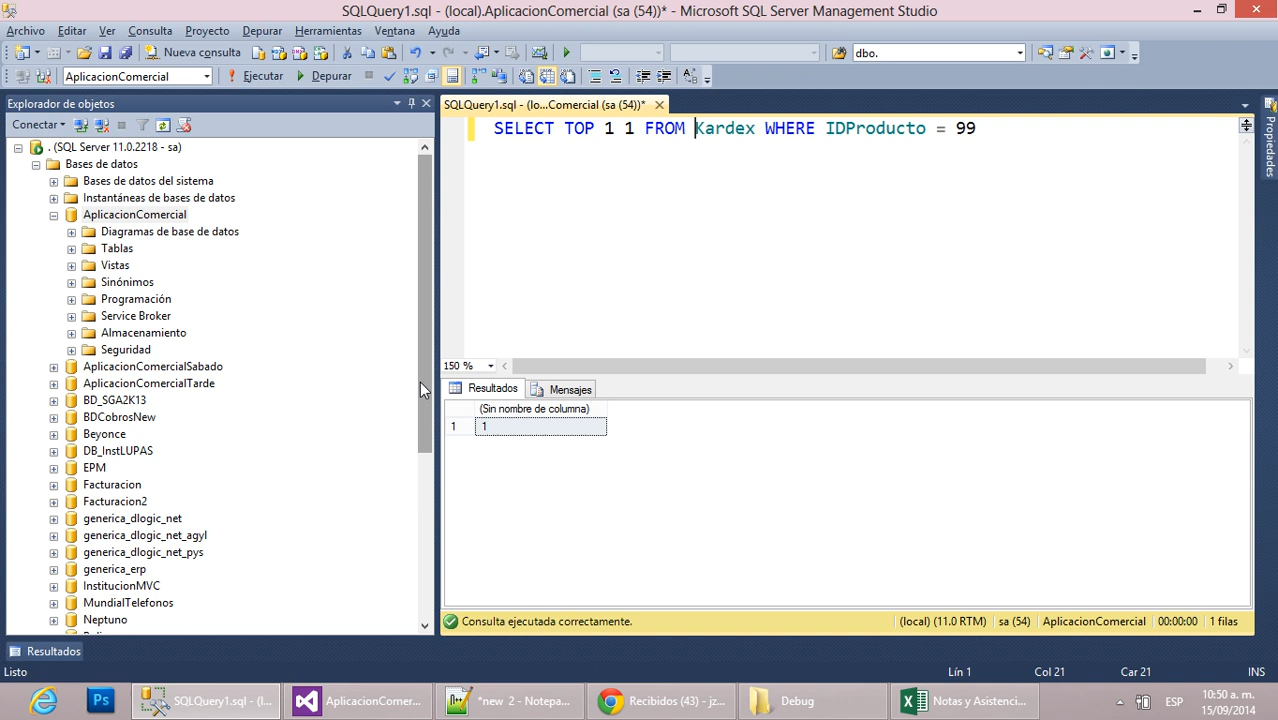 SQLQuery1.sql - (local).AplicacionComercial (sa (54))* - Microsoft SQL Server Management Studio
Archivo Editar Ver Consulta Proyecto Depurar Herramientas Ventana Ayuda
Nueva consulta dbo.
AplicacionComercial Ejecutar Depurar
Explorador de objetos
Conectar
. (SQL Server 11.0.2218 - sa)
Bases de datos
Bases de datos del sistema
Instantáneas de bases de datos
AplicacionComercial
Diagramas de base de datos
Tablas
Vistas
Sinónimos
Programación
Service Broker
Almacenamiento
Seguridad
AplicacionComercialSabado
AplicacionComercialTarde
BD_SGA2K13
BDCobrosNew
Beyonce
DB_InstLUPAS
EPM
Facturacion
Facturacion2
generica_dlogic_net
generica_dlogic_net_agyl
generica_dlogic_net_pys
generica_erp
InstitucionMVC
MundialTelefonos
Neptuno
SQLQuery1.sql - (lo...Comercial (sa (54))*
SELECT TOP 1 1 FROM Kardex WHERE IDProducto = 99
Propiedades
150 %
Resultados Mensajes
(Sin nombre de columna)
1 1
Consulta ejecutada correctamente. (local) (11.0 RTM) sa (54) AplicacionComercial 00:00:00 1 filas
Resultados
Listo Lín 1 Col 21 Car 21 INS
Ps SQLQuery1.sql - (l... AplicacionComer... *new 2 - Notepa... Recibidos (43) - jz... Debug Notas y Asistenci... ESP 10:50 a. m.
15/09/2014